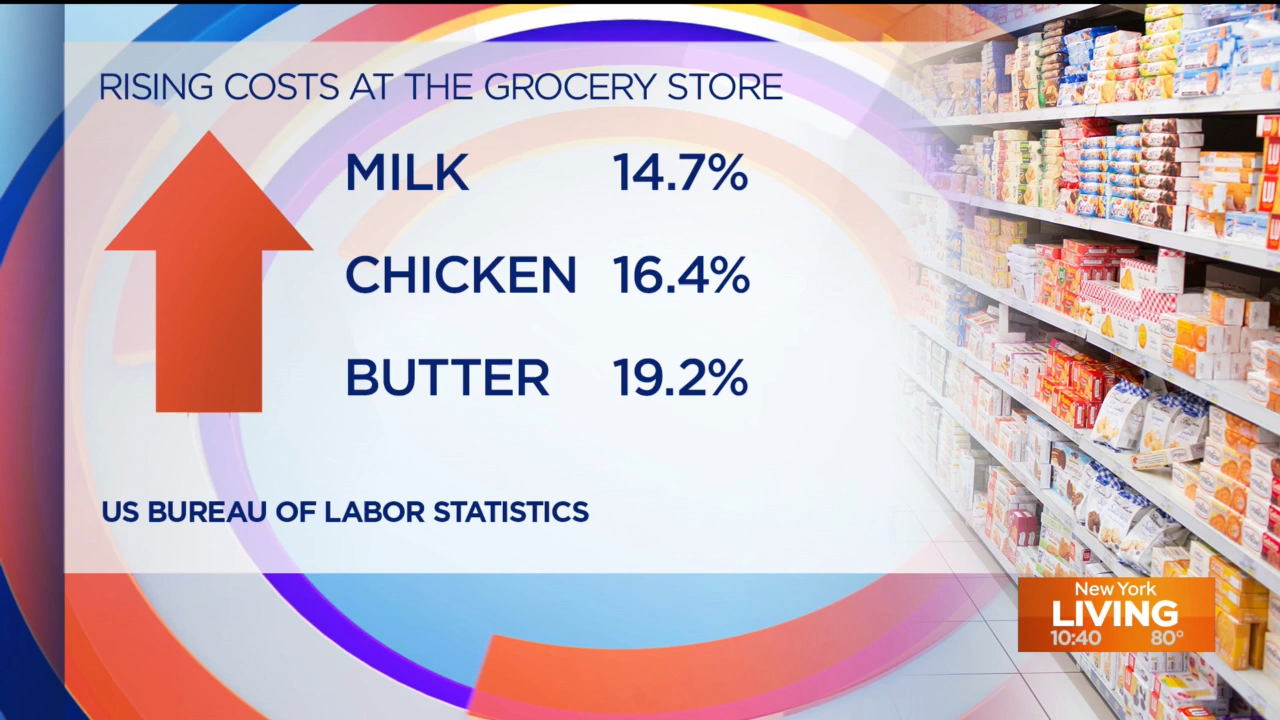 RISING COSTS AT THE GROCERY STORE
MILK 14.7%
CHICKEN 16.4%
BUTTER 19.2%
US BUREAU OF LABOR STATISTICS
New York
LIVING
10:40 80°